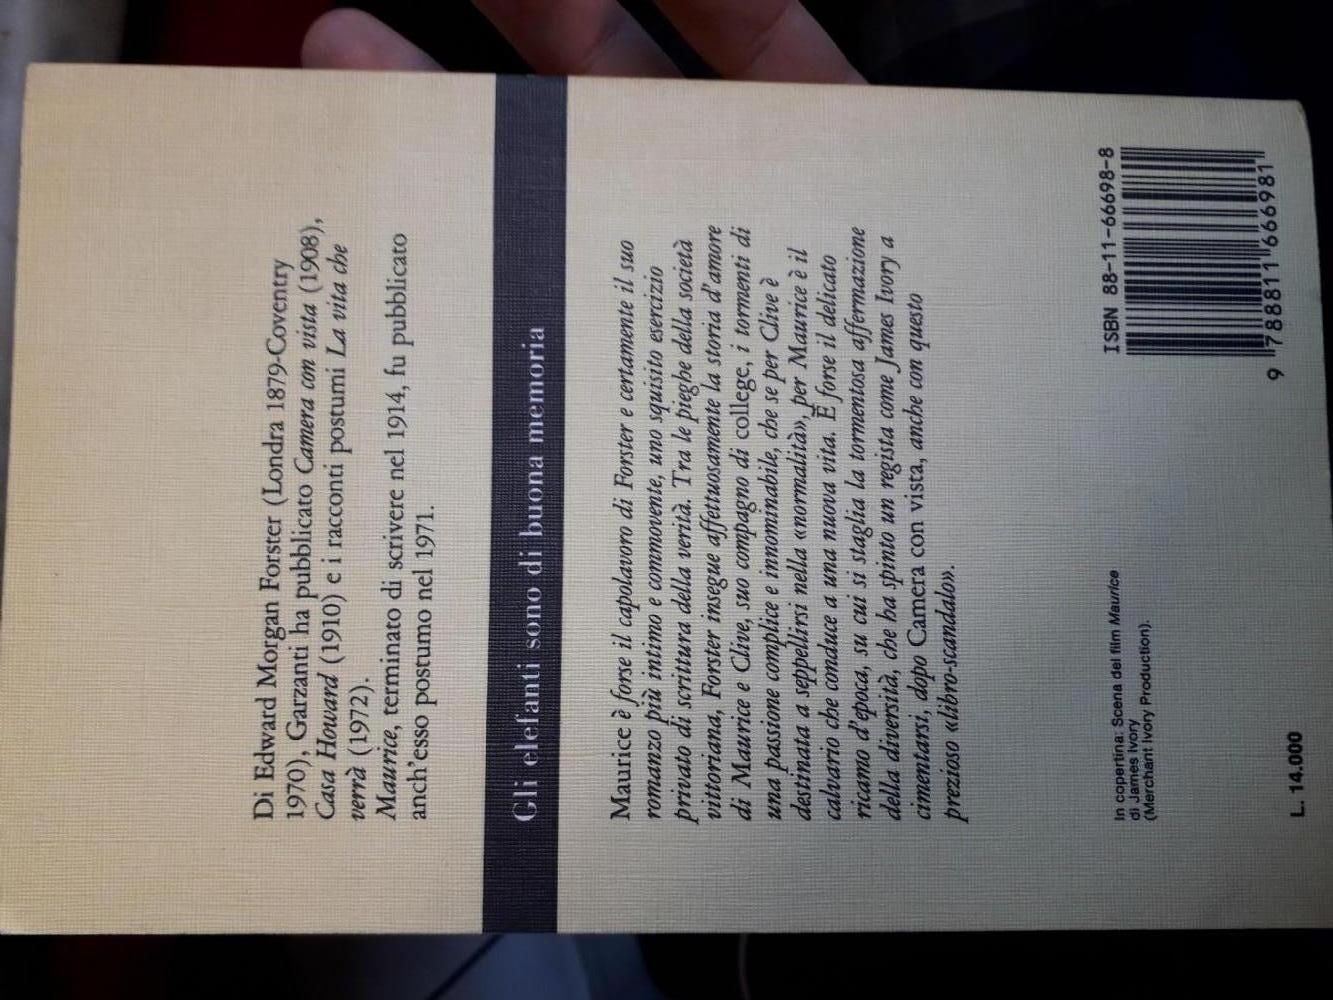 Di Edward Morgan Forster (Londra 1879-Coventry
1970), Garzanti ha pubblicato Camera con vista (1908),
Casa Howard (1910) e i racconti postumi La vita che
verrà (1972).
Maurice, terminato di scrivere nel 1914, fu pubblicato
anch'esso postumo nel 1971.
Gli elefanti sono di buona memoria
Maurice è forse il capolavoro di Forster e certamente il suo
romanzo più intimo e commovente, uno squisito esercizio
privato di scrittura della verità. Tra le pieghe della società
vittoriana, Forster insegue affettuosamente la storia d'amore
di Maurice e Clive, suo compagno di college, i tormenti di
una passione complice e innominabile, che se per Clive è
destinata a seppellirsi nella «normalità», per Maurice è il
calvario che conduce a una nuova vita. È forse il delicato
ricamo d'epoca, su cui si staglia la tormentosa affermazione
della diversità, che ha spinto un regista come James Ivory a
cimentarsi, dopo Camera con vista, anche con questo
prezioso «libro-scandalo».
In copertina: Scena del film Maurice
di James Ivory
(Merchant Ivory Production).
L. 14.000
ISBN 88-11-66698-8
9 788811 666981